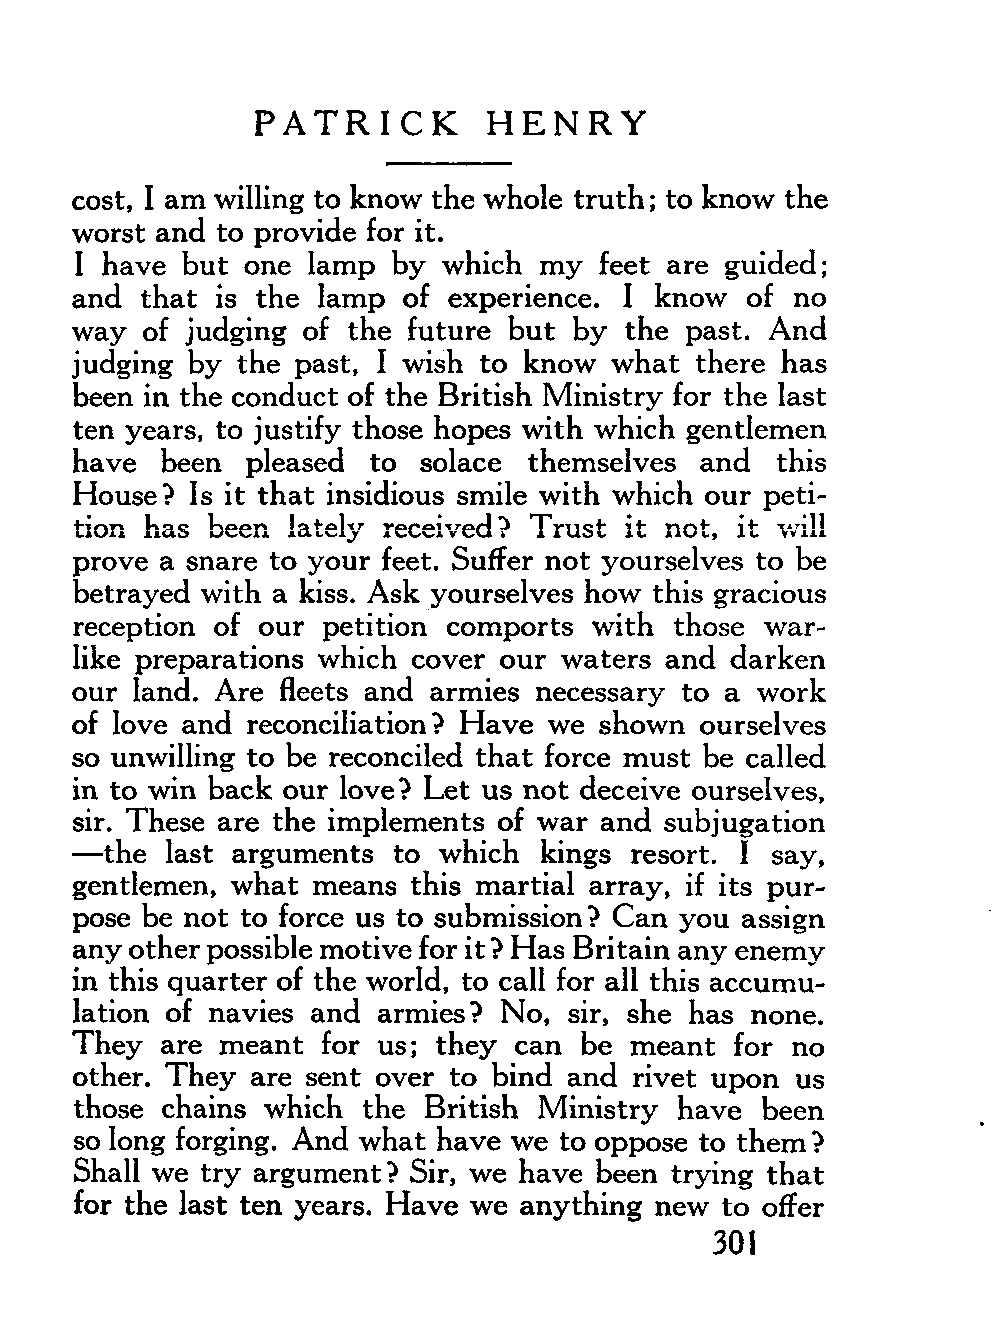 PATRICK HENRY
cost, I am willing to know the whole truth; to know the
worst and to provide for it.
I have but one lamp by which my feet are guided;
and that is the lamp of experience. I know of no
way of judging of the future but by the past. And
judging by the past, I wish to know what there has
been in the conduct of the British Ministry for the last
ten years, to justify those hopes with which gentlemen
have been pleased to solace themselves and this
House? Is it that insidious smile with which our peti-
tion has been lately received? Trust it not, it will
prove a snare to your feet. Suffer not yourselves to be
betrayed with a kiss. Ask yourselves how this gracious
reception of our petition comports with those war-
like preparations which cover our waters and darken
our land. Are fleets and armies necessary to a work
of love and reconciliation? Have we shown ourselves
so unwilling to be reconciled that force must be called
in to win back our love? Let us not deceive ourselves,
sir. These are the implements of war and subjugation
—the last arguments to which kings resort. I say,
gentlemen, what means this martial array, if its pur-
pose be not to force us to submission? Can you assign
any other possible motive for it? Has Britain any enemy
in this quarter of the world, to call for all this accumu-
lation of navies and armies? No, sir, she has none.
They are meant for us; they can be meant for no
other. They are sent over to bind and rivet upon us
those chains which the British Ministry have been
so long forging. And what have we to oppose to them?
Shall we try argument? Sir, we have been trying that
for the last ten years. Have we anything new to offer
301